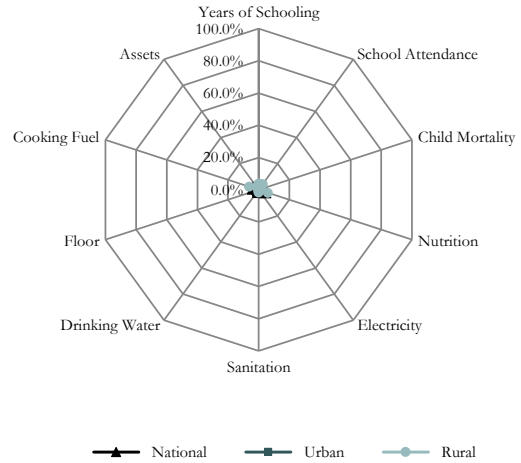 Years of Schooling
100.0%
Assets
School Attendance
80.0%
60.0%
40.0%
Cooking Fuel
Child Mortality
20.0%
0.0%
Floor
Nutrition
Drinking Water
Electricity
Sanitation
National Urban Rural